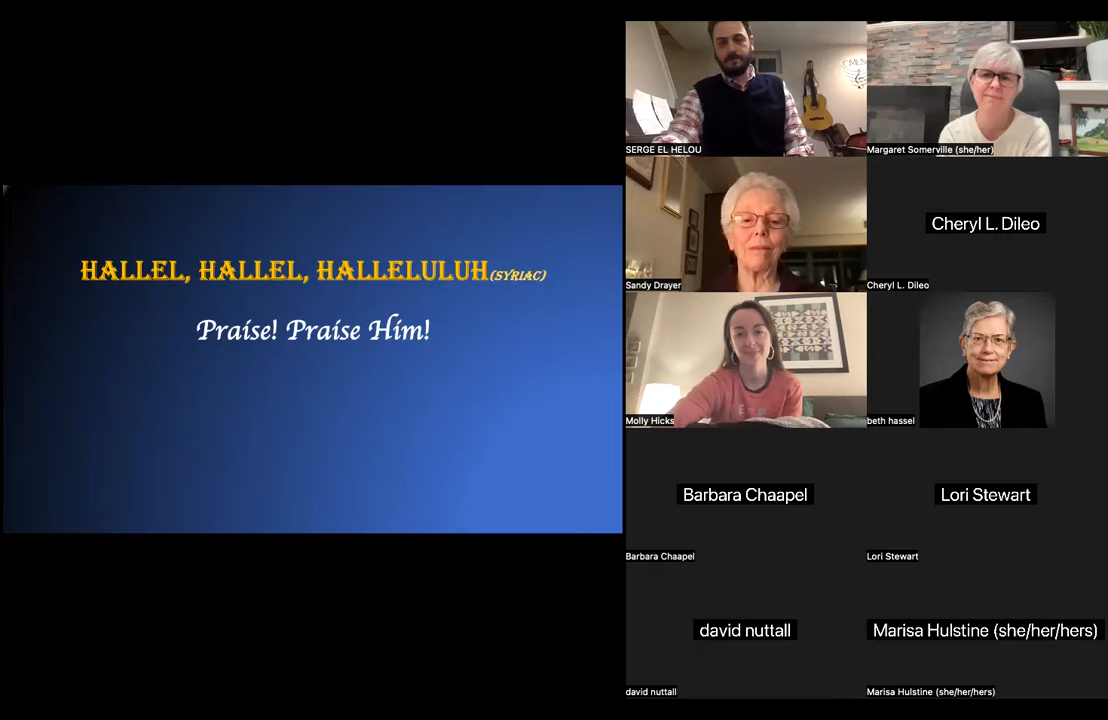 HALLEL, HALLEL, HALLELULUH(SYRIAC)
Praise! Praise Him!
SERGE EL HELOU
Margaret Somerville (she/her)
Sandy Drayer
Cheryl L. Dileo
Cheryl L. Dileo
Molly Hicks
beth hassel
Barbara Chaapel
Barbara Chaapel
Lori Stewart
Lori Stewart
david nuttall
david nuttall
Marisa Hulstine (she/her/hers)
Marisa Hulstine (she/her/hers)